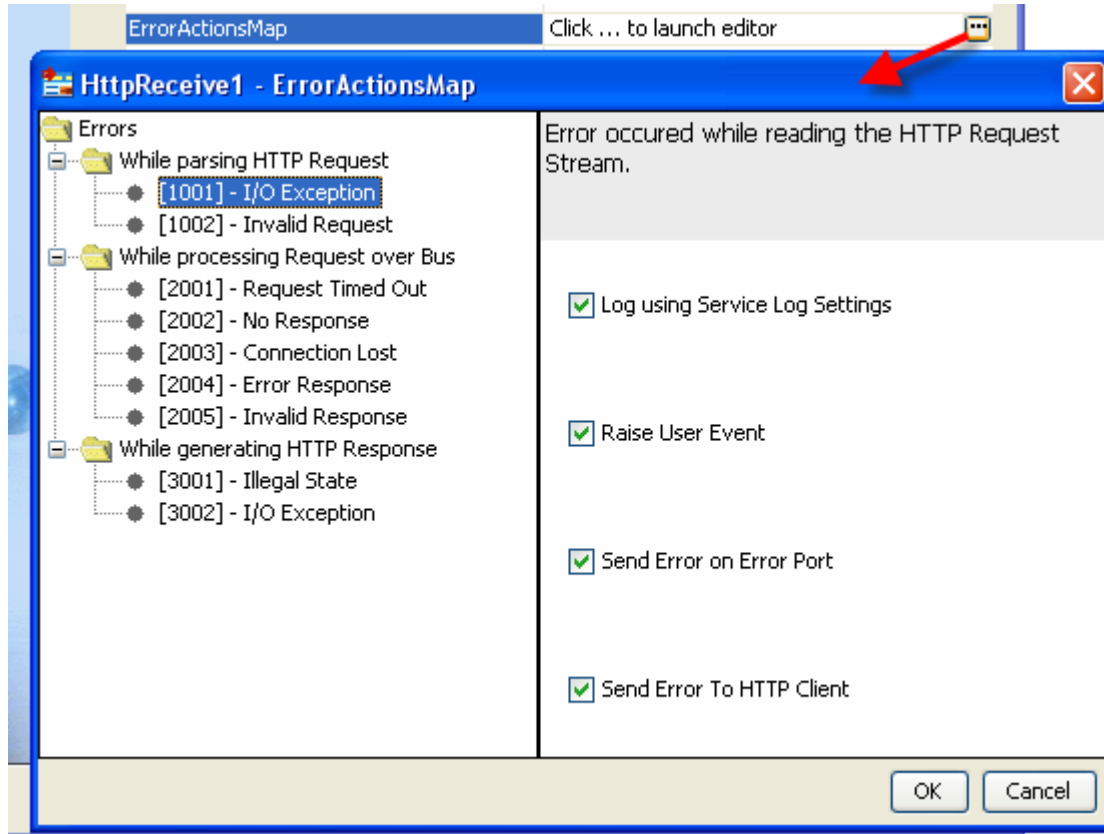 ErrorActionsMap
Click ... to launch editor
HttpReceive1 - ErrorActionsMap
Errors
While parsing HTTP Request
[1001] - I/O Exception
[1002] - Invalid Request
While processing Request over Bus
[2001] - Request Timed Out
[2002] - No Response
[2003] - Connection Lost
[2004] - Error Response
[2005] - Invalid Response
While generating HTTP Response
[3001] - Illegal State
[3002] - I/O Exception
Error occured while reading the HTTP Request
Stream.
Log using Service Log Settings
Raise User Event
Send Error on Error Port
Send Error To HTTP Client
OK
Cancel